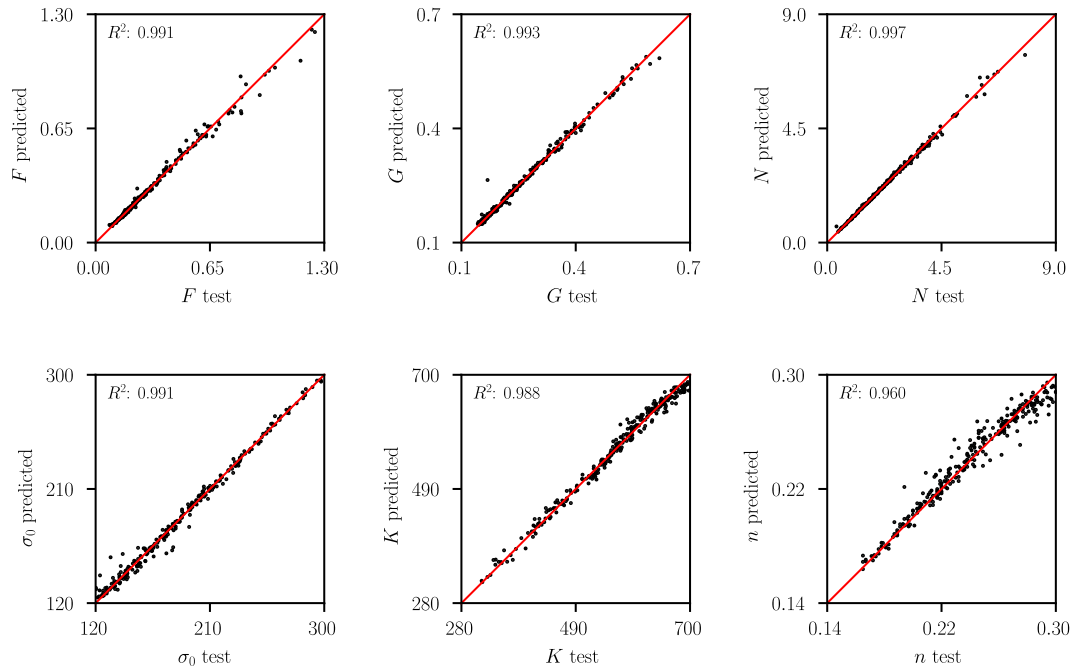 1.30
R²: 0.991
0.65
0.00
F predicted
0.00 0.65 1.30
F test
0.7
R²: 0.993
0.4
0.1
G predicted
0.1 0.4 0.7
G test
9.0
R²: 0.997
4.5
0.0
N predicted
0.0 4.5 9.0
N test
300
R²: 0.991
210
120
σ₀ predicted
120 210 300
σ₀ test
700
R²: 0.988
490
280
K predicted
280 490 700
K test
0.30
R²: 0.960
0.22
0.14
n predicted
0.14 0.22 0.30
n test